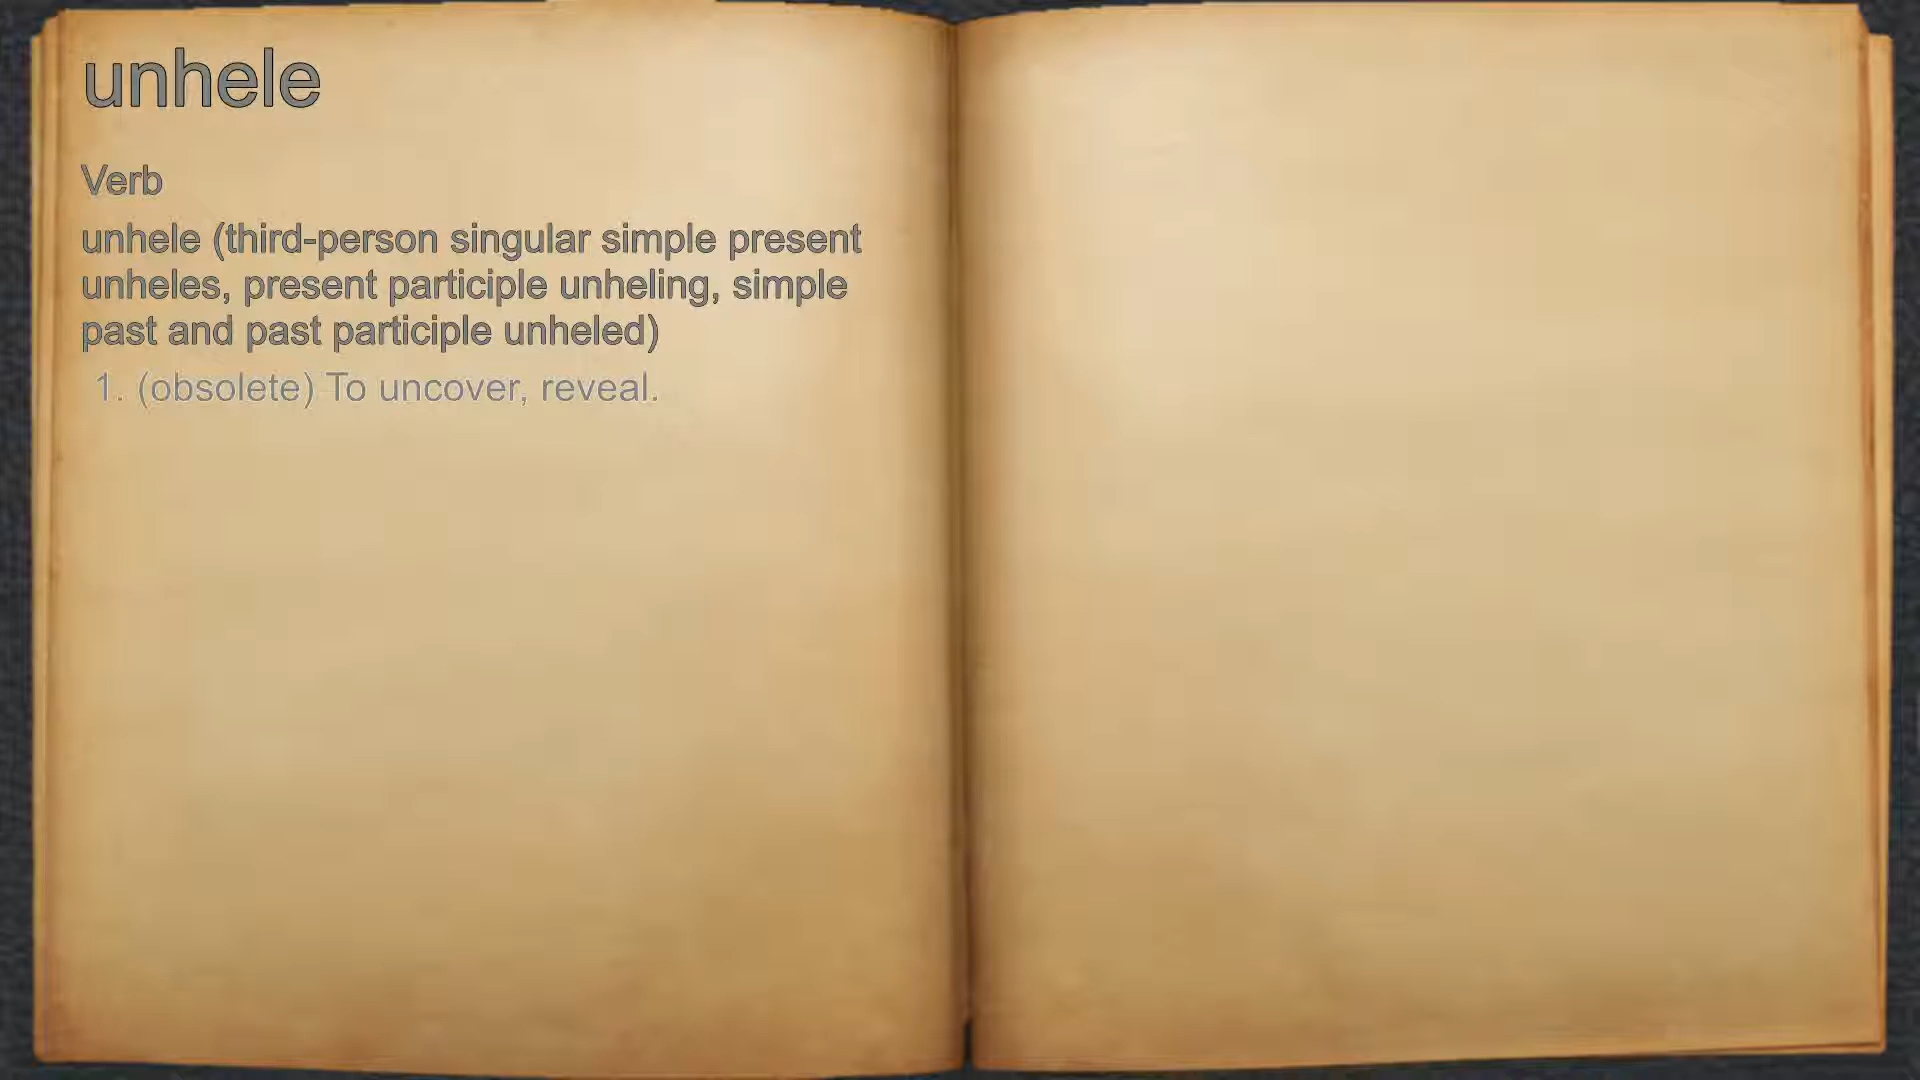 unhele
Verb
unhele (third-person singular simple present
unheles, present participle unheling, simple
past and past participle unheled)
1. (obsolete) To uncover, reveal.